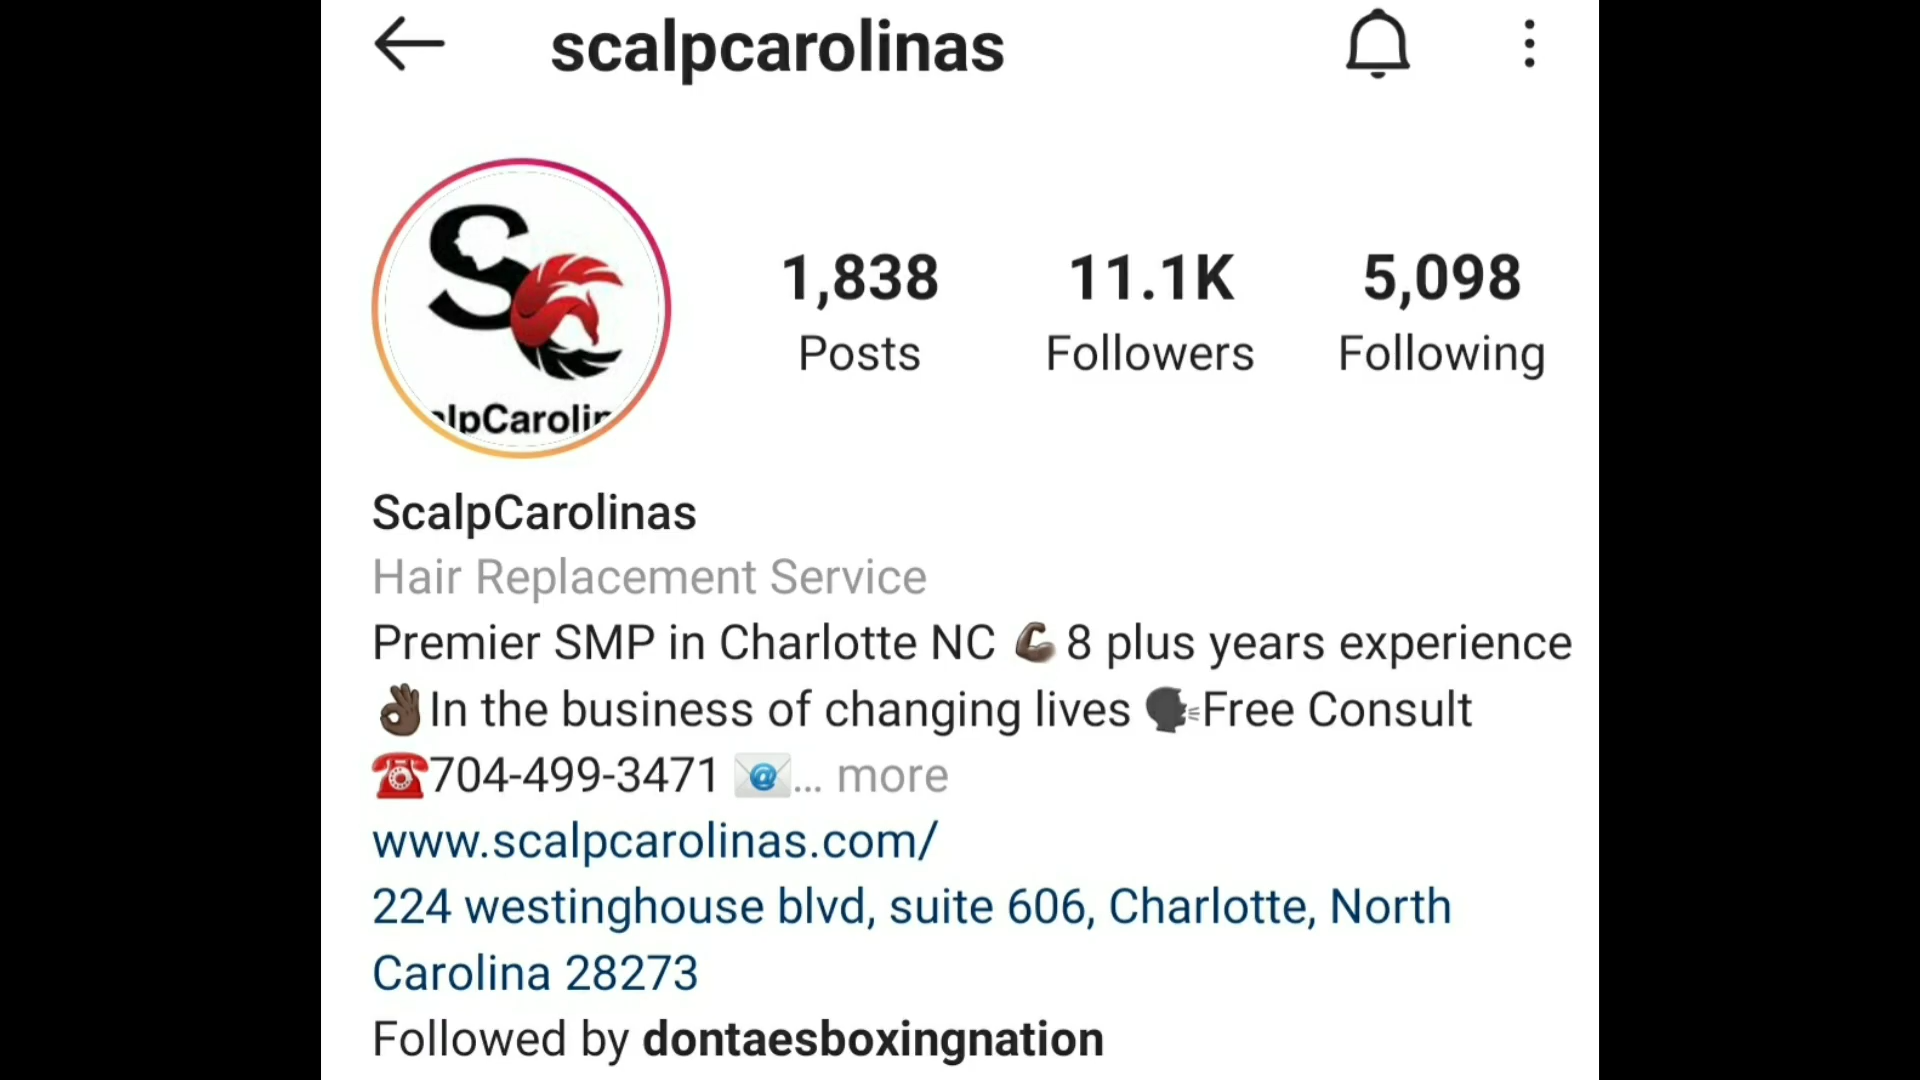 scalpcarolinas
SC
alpCarolin
1,838 11.1K 5,098
Posts Followers Following
ScalpCarolinas
Hair Replacement Service
Premier SMP in Charlotte NC 💪🏿 8 plus years experience
👌🏿In the business of changing lives 🗣️Free Consult
☎️704-499-3471 📧... more
www.scalpcarolinas.com/
224 westinghouse blvd, suite 606, Charlotte, North
Carolina 28273
Followed by dontaesboxingnation